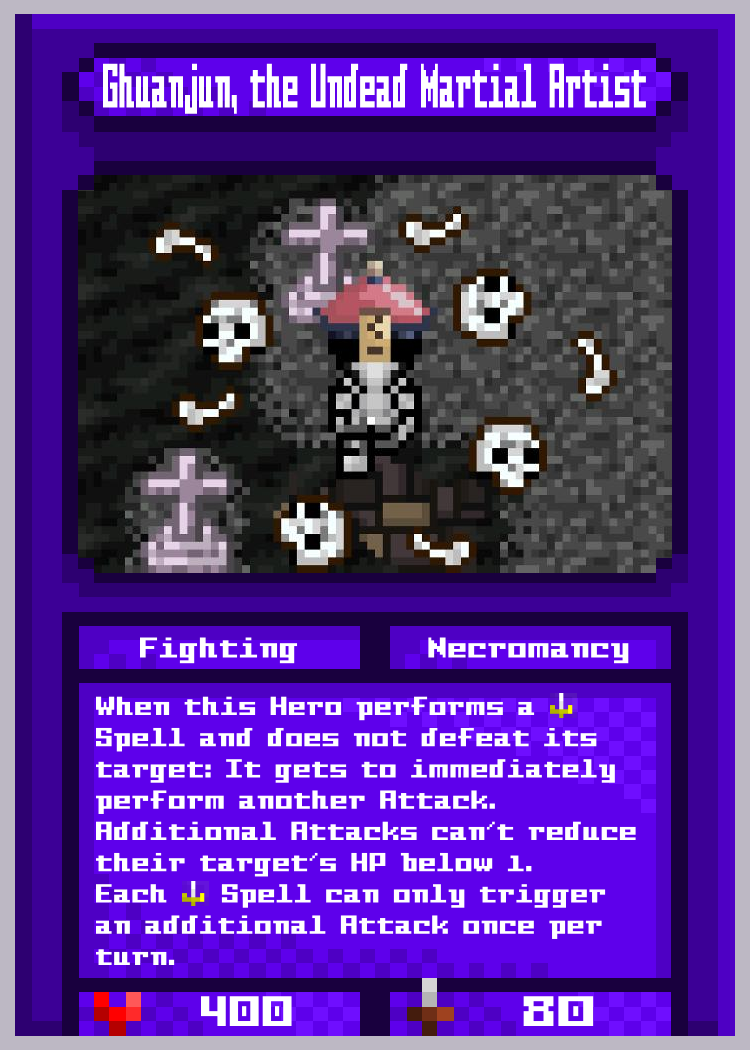 Ghuanjun, the Undead Martial Artist
Fighting
Necromancy
When this Hero performs a
Spell and does not defeat its
target: It gets to immediately
perform another Attack.
Additional Attacks can't reduce
their target's HP below 1.
Each Spell can only trigger
an additional Attack once per
turn.
400
80